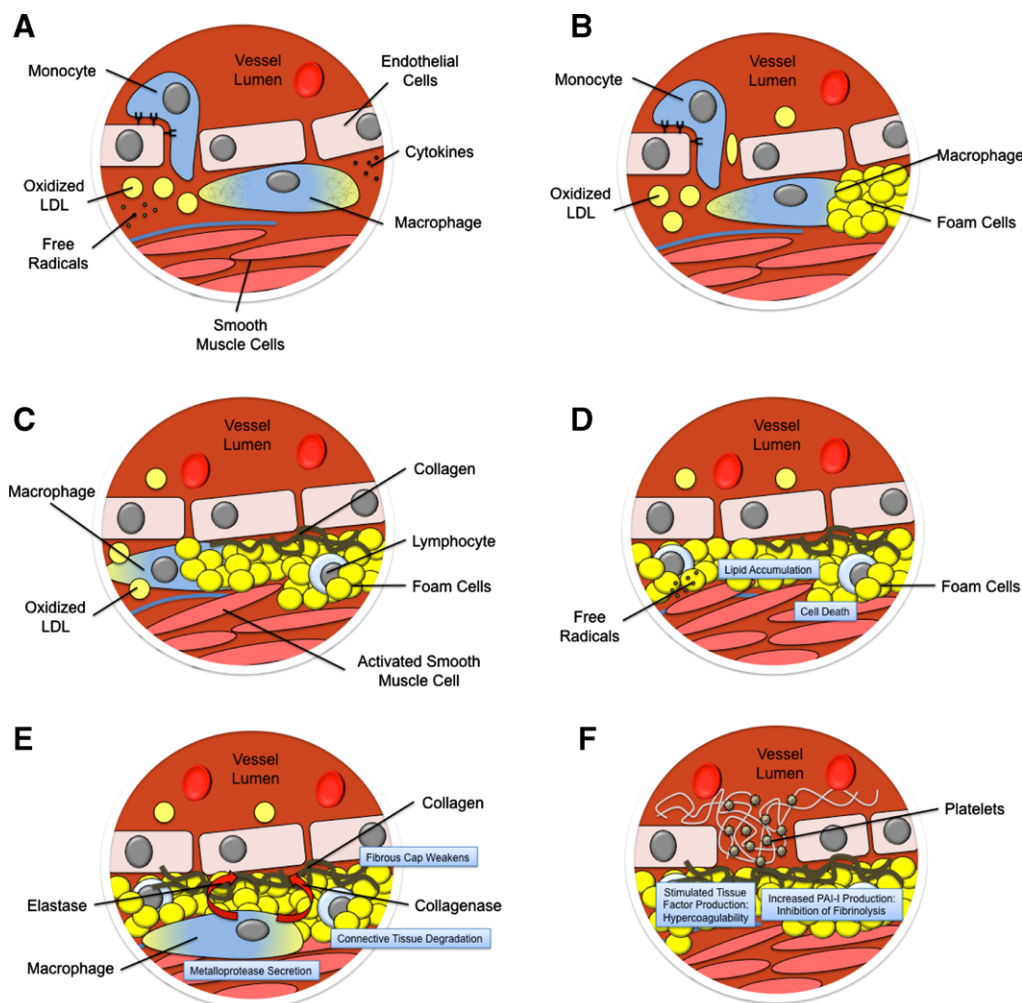 A
Vessel
Lumen
Monocyte
Endothelial
Cells
Cytokines
Oxidized
LDL
Macrophage
Free
Radicals
Smooth
Muscle Cells
B
Vessel
Lumen
Monocyte
Macrophage
Oxidized
LDL
Foam Cells
C
Vessel
Lumen
Collagen
Macrophage
Lymphocyte
Foam Cells
Oxidized
LDL
Activated Smooth
Muscle Cell
D
Vessel
Lumen
Lipid Accumulation
Foam Cells
Cell Death
Free
Radicals
E
Vessel
Lumen
Collagen
Fibrous Cap Weakens
Elastase
Collagenase
Connective Tissue Degradation
Macrophage
Metalloprotease Secretion
F
Vessel
Lumen
Platelets
Stimulated Tissue
Factor Production:
Hypercoagulability
Increased PAI-I Production:
Inhibition of Fibrinolysis